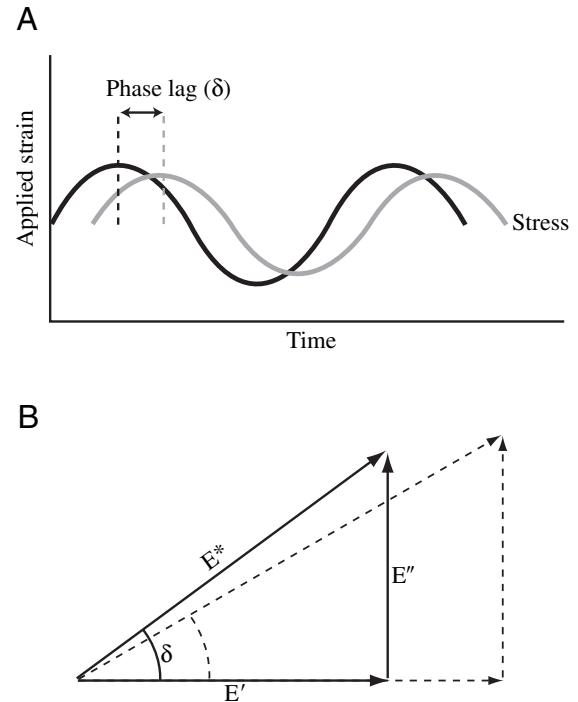 A
Phase lag (δ)
Applied strain
Stress
Time
B
E*
E″
δ
E′